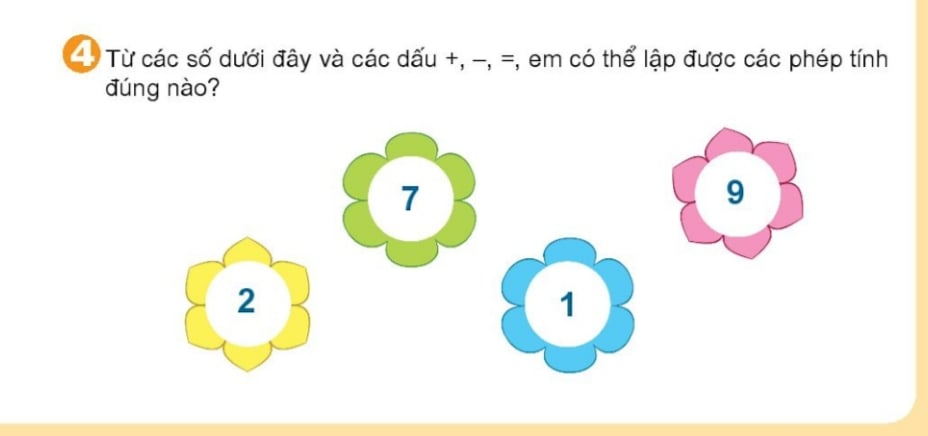 4 Từ các số dưới đây và các dấu +, –, =, em có thể lập được các phép tính
đúng nào?
7
9
2
1